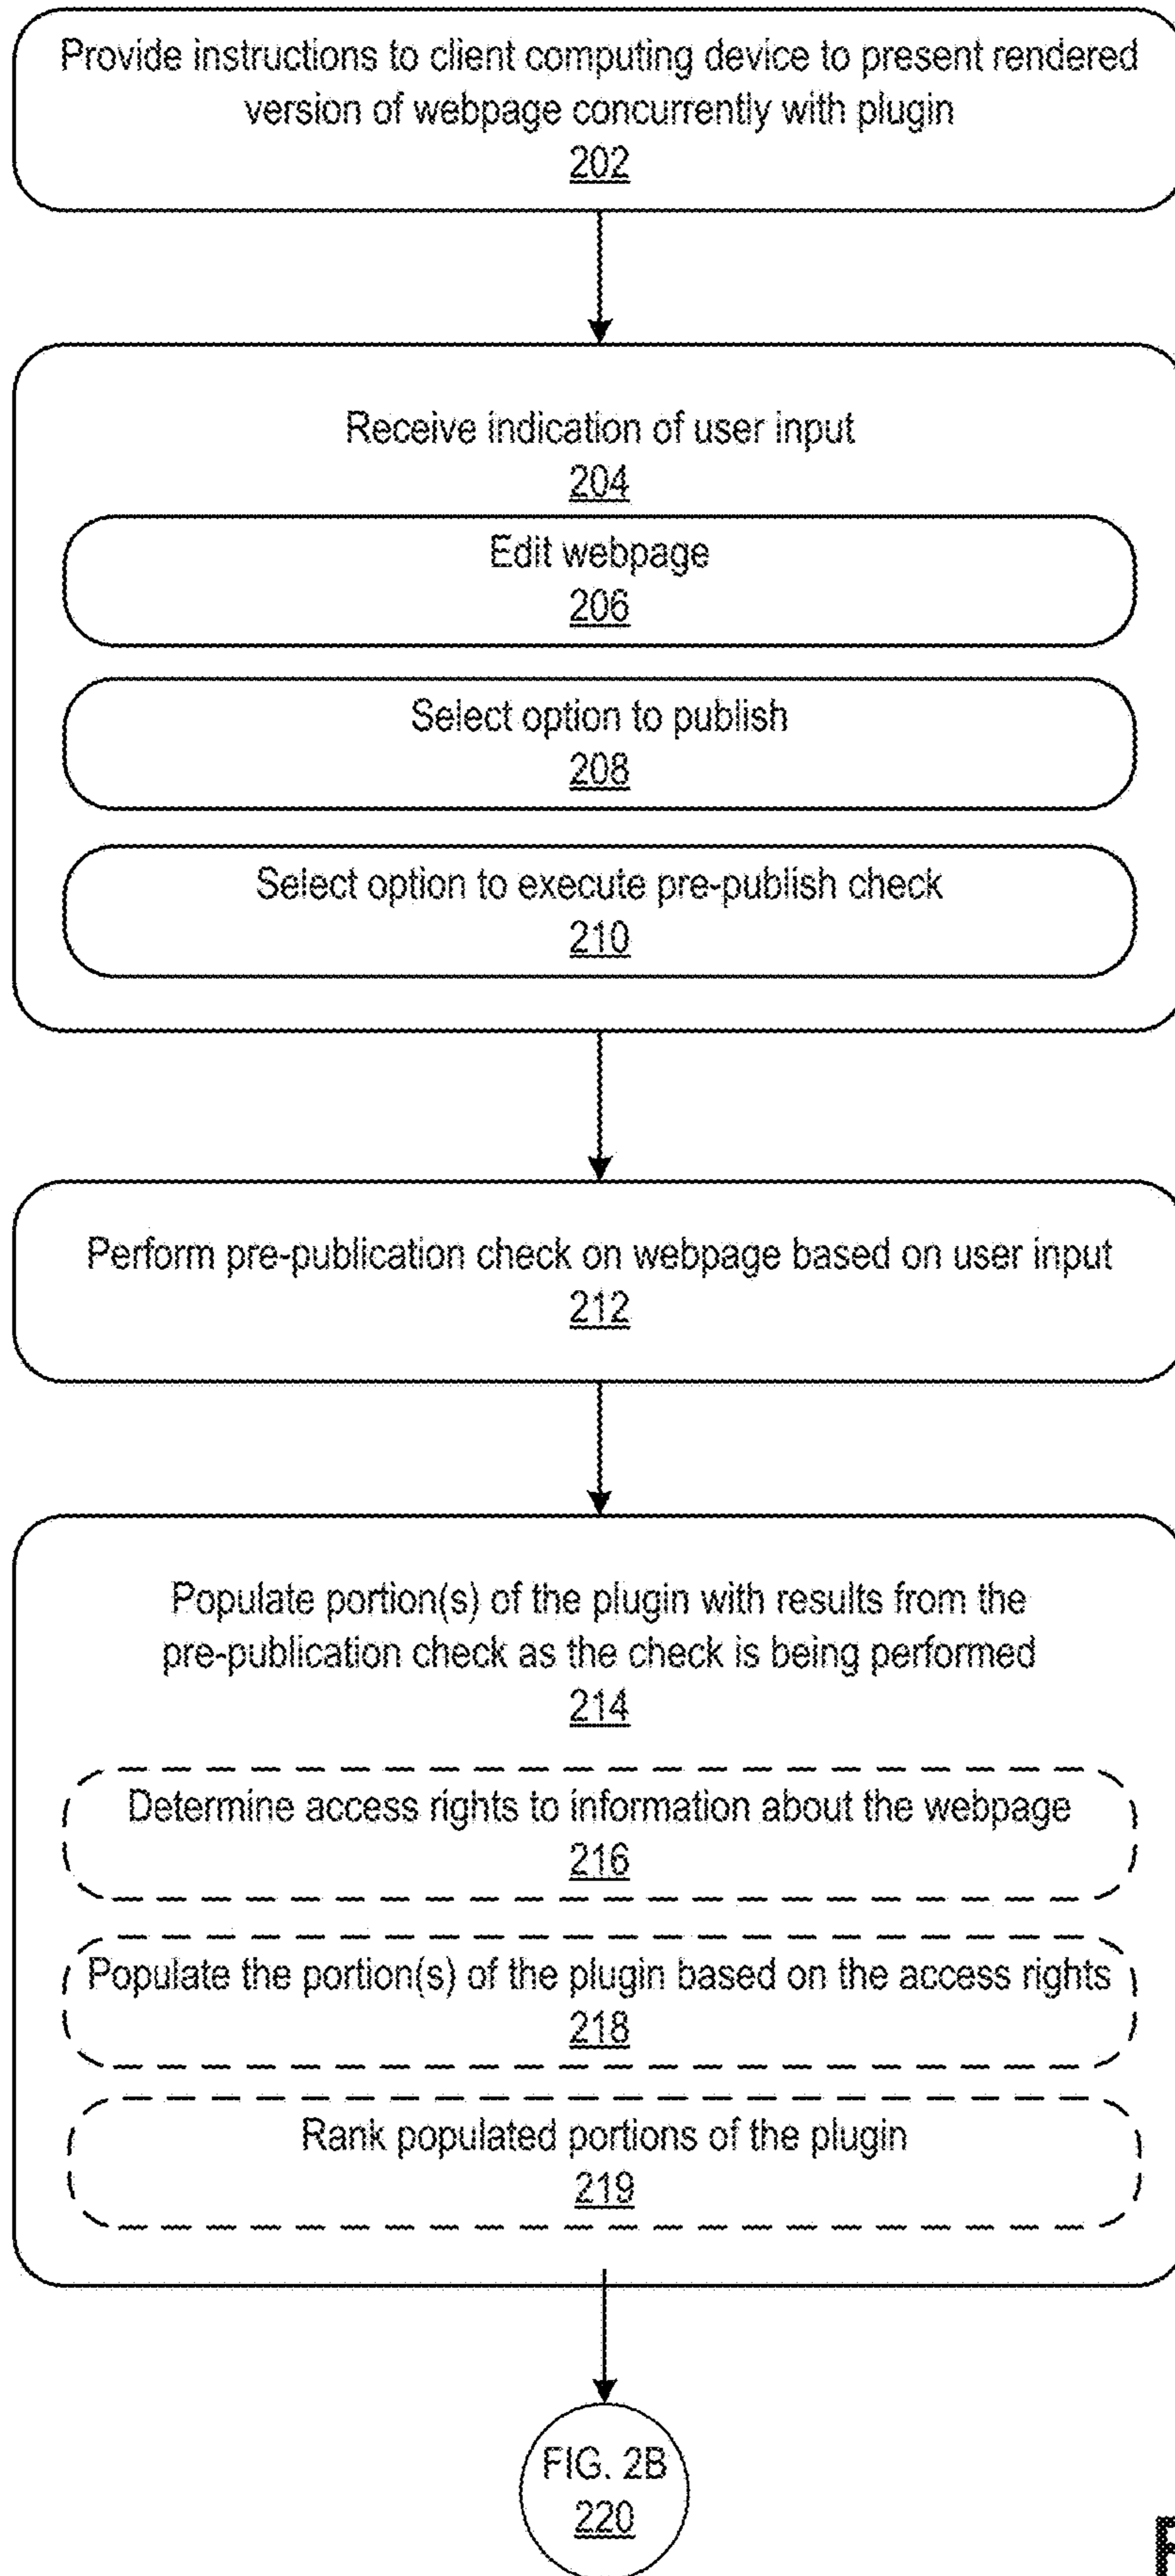 Provide instructions to client computing device to present rendered
version of webpage concurrently with plugin
202
Receive indication of user input
204
Edit webpage
206
Select option to publish
208
Select option to execute pre-publish check
210
Perform pre-publication check on webpage based on user input
212
Populate portion(s) of the plugin with results from the
pre-publication check as the check is being performed
214
Determine access rights to information about the webpage
216
Populate the portion(s) of the plugin based on the access rights
218
Rank populated portions of the plugin
219
FIG. 2B
220